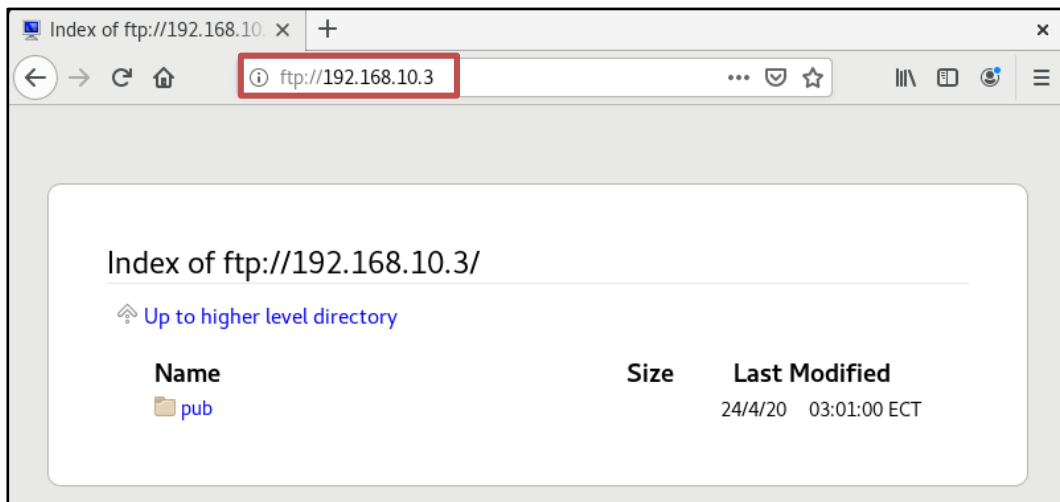 Index of ftp://192.168.10.
ftp://192.168.10.3
Index of ftp://192.168.10.3/
Up to higher level directory
Name Size Last Modified
pub 24/4/20 03:01:00 ECT